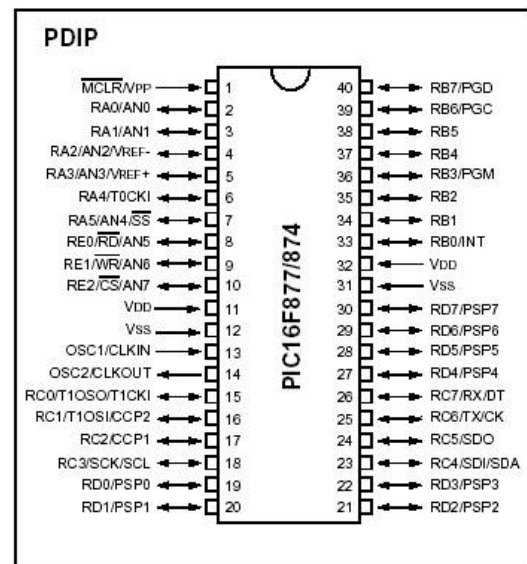 PDIP
MCLR/VPP 1 40 RB7/PGD
RA0/AN0 2 39 RB6/PGC
RA1/AN1 3 38 RB5
RA2/AN2/VREF- 4 37 RB4
RA3/AN3/VREF+ 5 36 RB3/PGM
RA4/T0CKI 6 35 RB2
RA5/AN4/SS 7 34 RB1
RE0/RD/AN5 8 33 RB0/INT
RE1/WR/AN6 9 32 VDD
RE2/CS/AN7 10 31 VSS
VDD 11 30 RD7/PSP7
VSS 12 29 RD6/PSP6
OSC1/CLKIN 13 28 RD5/PSP5
OSC2/CLKOUT 14 27 RD4/PSP4
RC0/T1OSO/T1CKI 15 26 RC7/RX/DT
RC1/T1OSI/CCP2 16 25 RC6/TX/CK
RC2/CCP1 17 24 RC5/SDO
RC3/SCK/SCL 18 23 RC4/SDI/SDA
RD0/PSP0 19 22 RD3/PSP3
RD1/PSP1 20 21 RD2/PSP2
PIC16F877/874